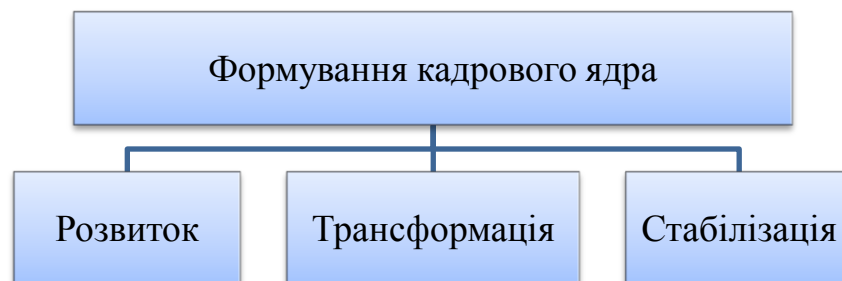 Формування кадрового ядра
Розвиток
Трансформація
Стабілізація